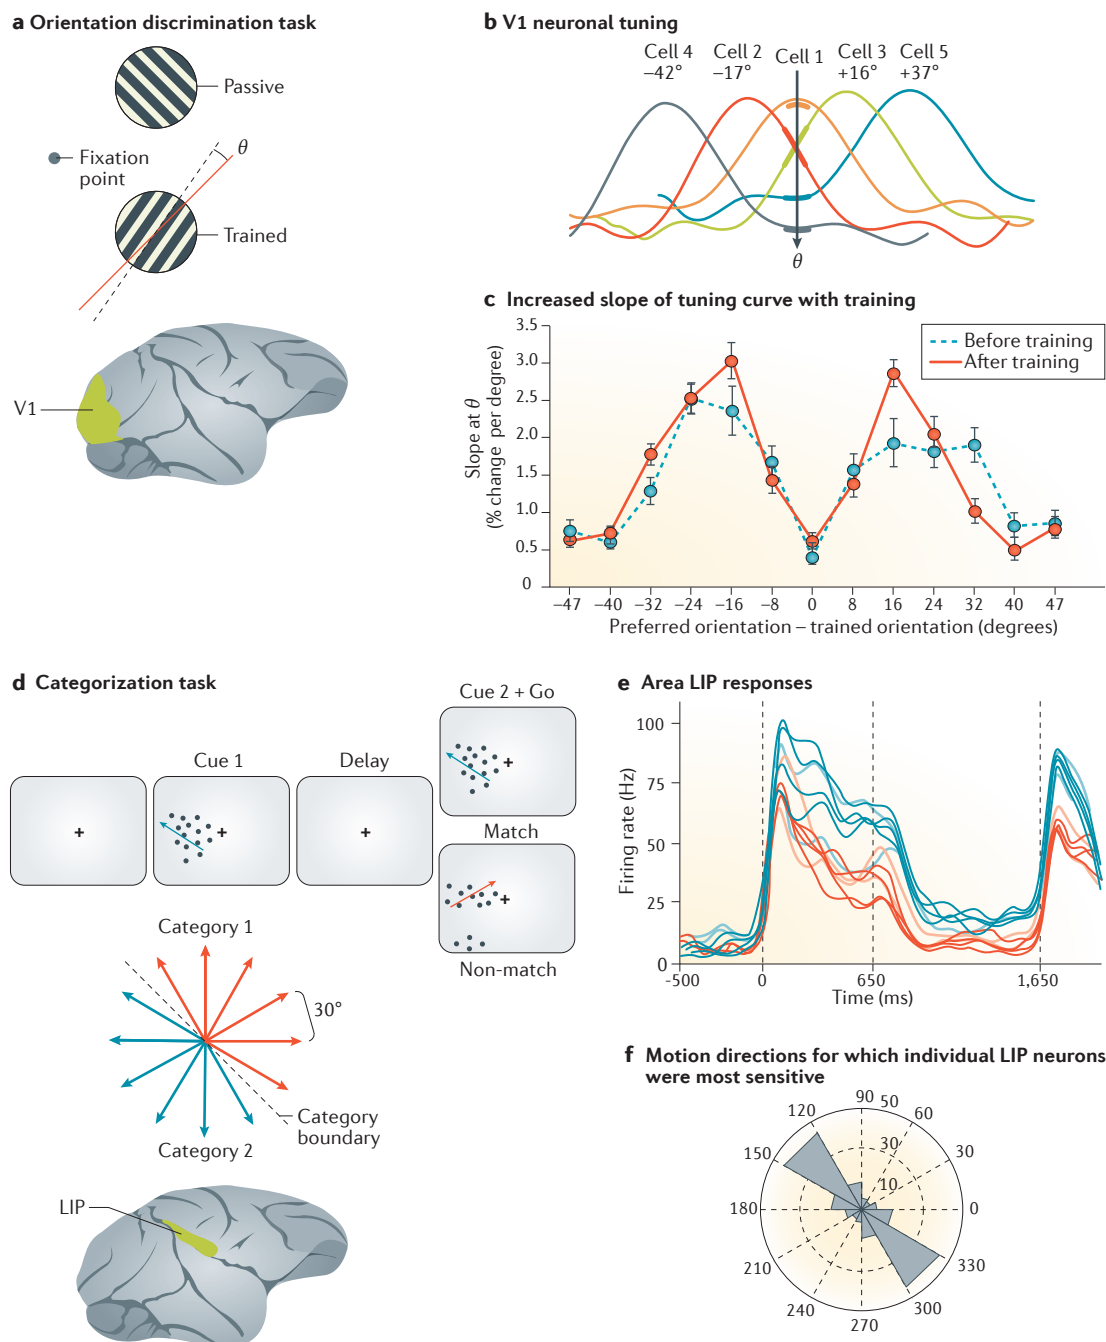 a Orientation discrimination task
Passive
Fixation
point
θ
Trained
V1
b V1 neuronal tuning
Cell 4
–42°
Cell 2
–17°
Cell 1
Cell 3
+16°
Cell 5
+37°
θ
c Increased slope of tuning curve with training
Slope at θ
(% change per degree)
3.5
3.0
2.5
2.0
1.5
1.0
0.5
0
Before training
After training
–47 –40 –32 –24 –16 –8 0 8 16 24 32 40 47
Preferred orientation – trained orientation (degrees)
d Categorization task
Cue 1
Delay
Cue 2 + Go
+
+
+
+
Match
+
Non-match
Category 1
30°
Category
boundary
Category 2
LIP
e Area LIP responses
Firing rate (Hz)
100
75
50
25
0
-500 0 650 1,650
Time (ms)
f Motion directions for which individual LIP neurons
were most sensitive
90 50
120 60
150 30 30
10
180 0
210 330
240 300
270